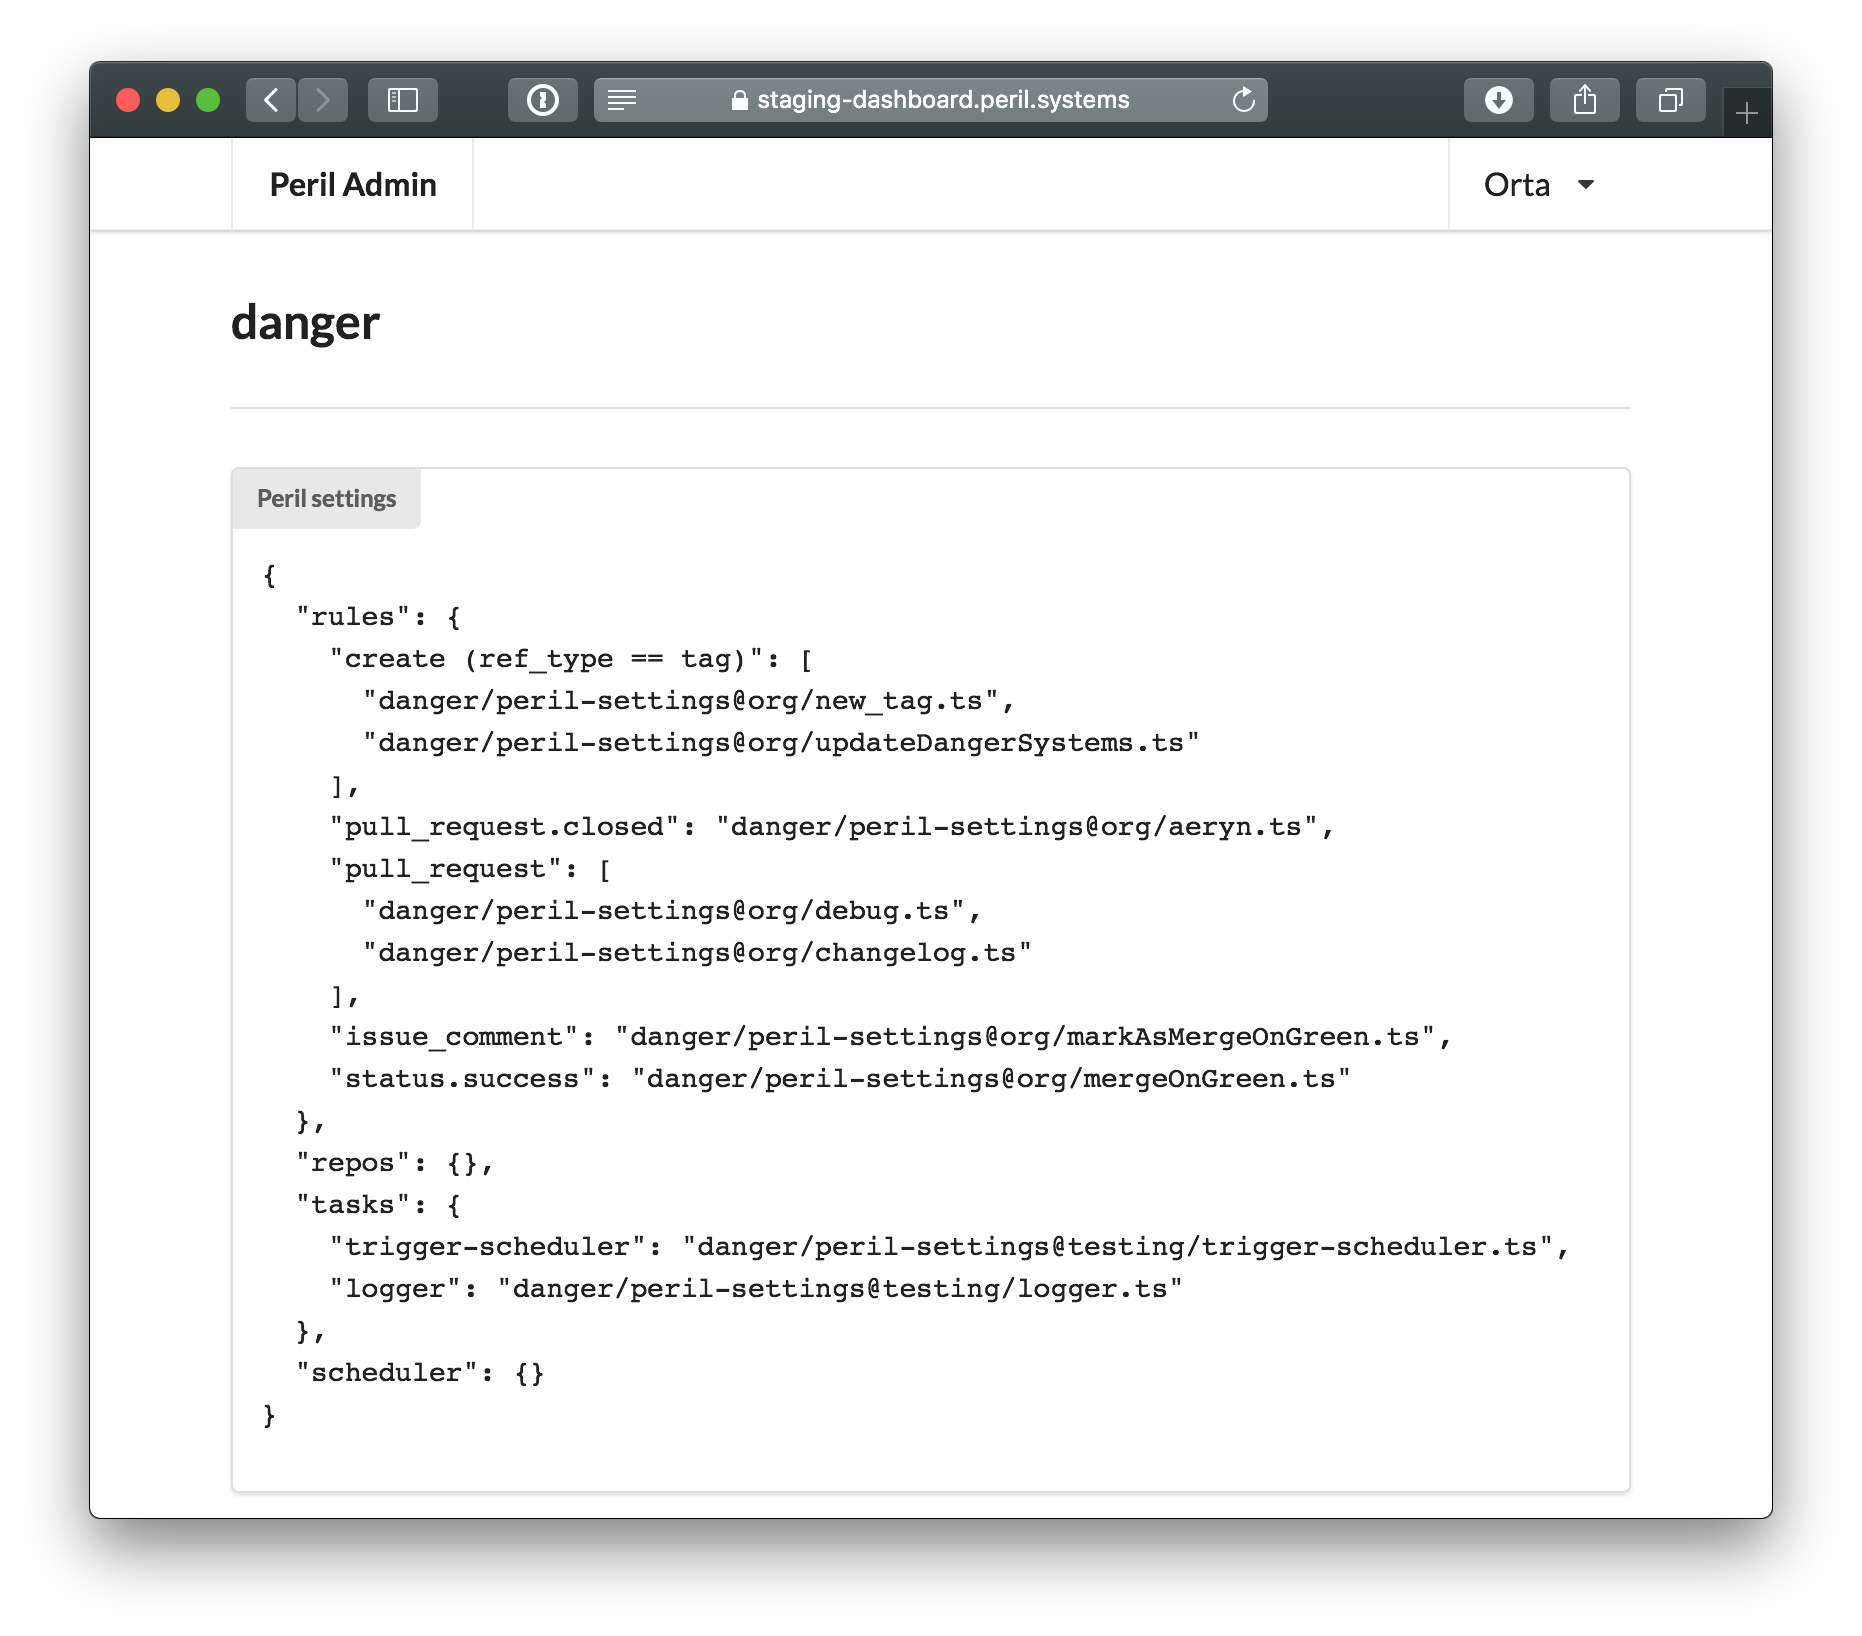 staging-dashboard.peril.systems
Peril Admin
Orta
danger
Peril settings
{
  "rules": {
    "create (ref_type == tag)": [
      "danger/peril-settings@org/new_tag.ts",
      "danger/peril-settings@org/updateDangerSystems.ts"
    ],
    "pull_request.closed": "danger/peril-settings@org/aeryn.ts",
    "pull_request": [
      "danger/peril-settings@org/debug.ts",
      "danger/peril-settings@org/changelog.ts"
    ],
    "issue_comment": "danger/peril-settings@org/markAsMergeOnGreen.ts",
    "status.success": "danger/peril-settings@org/mergeOnGreen.ts"
  },
  "repos": {},
  "tasks": {
    "trigger-scheduler": "danger/peril-settings@testing/trigger-scheduler.ts",
    "logger": "danger/peril-settings@testing/logger.ts"
  },
  "scheduler": {}
}